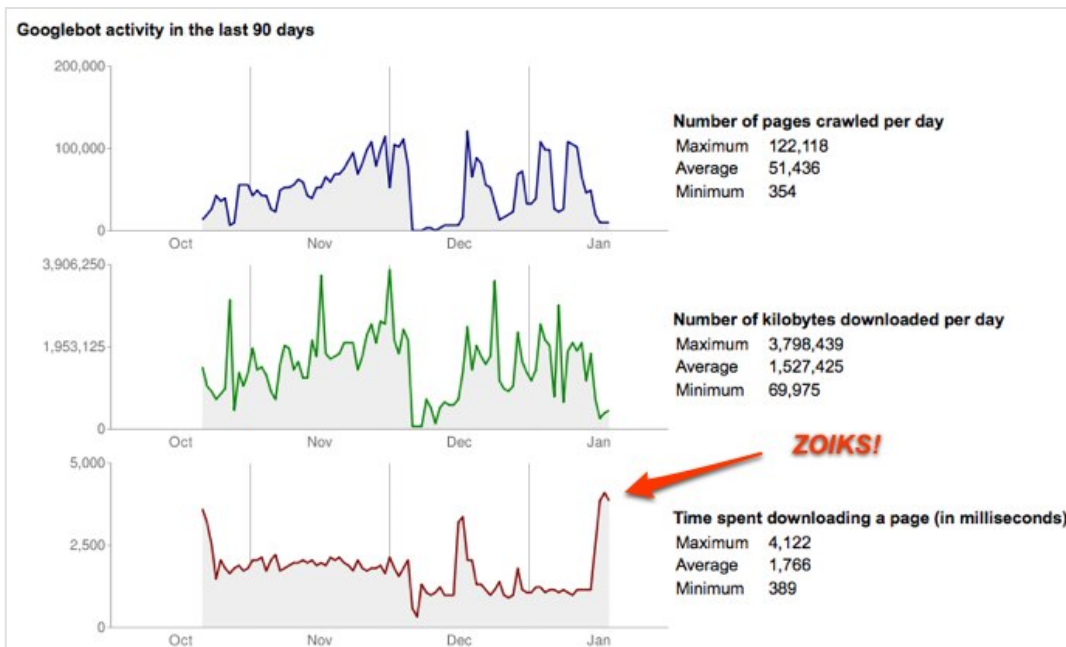 Googlebot activity in the last 90 days
200,000
100,000
0
Oct Nov Dec Jan
Number of pages crawled per day
Maximum 122,118
Average 51,436
Minimum 354
3,906,250
1,953,125
0
Oct Nov Dec Jan
Number of kilobytes downloaded per day
Maximum 3,798,439
Average 1,527,425
Minimum 69,975
ZOIKS!
5,000
2,500
0
Oct Nov Dec Jan
Time spent downloading a page (in milliseconds)
Maximum 4,122
Average 1,766
Minimum 389